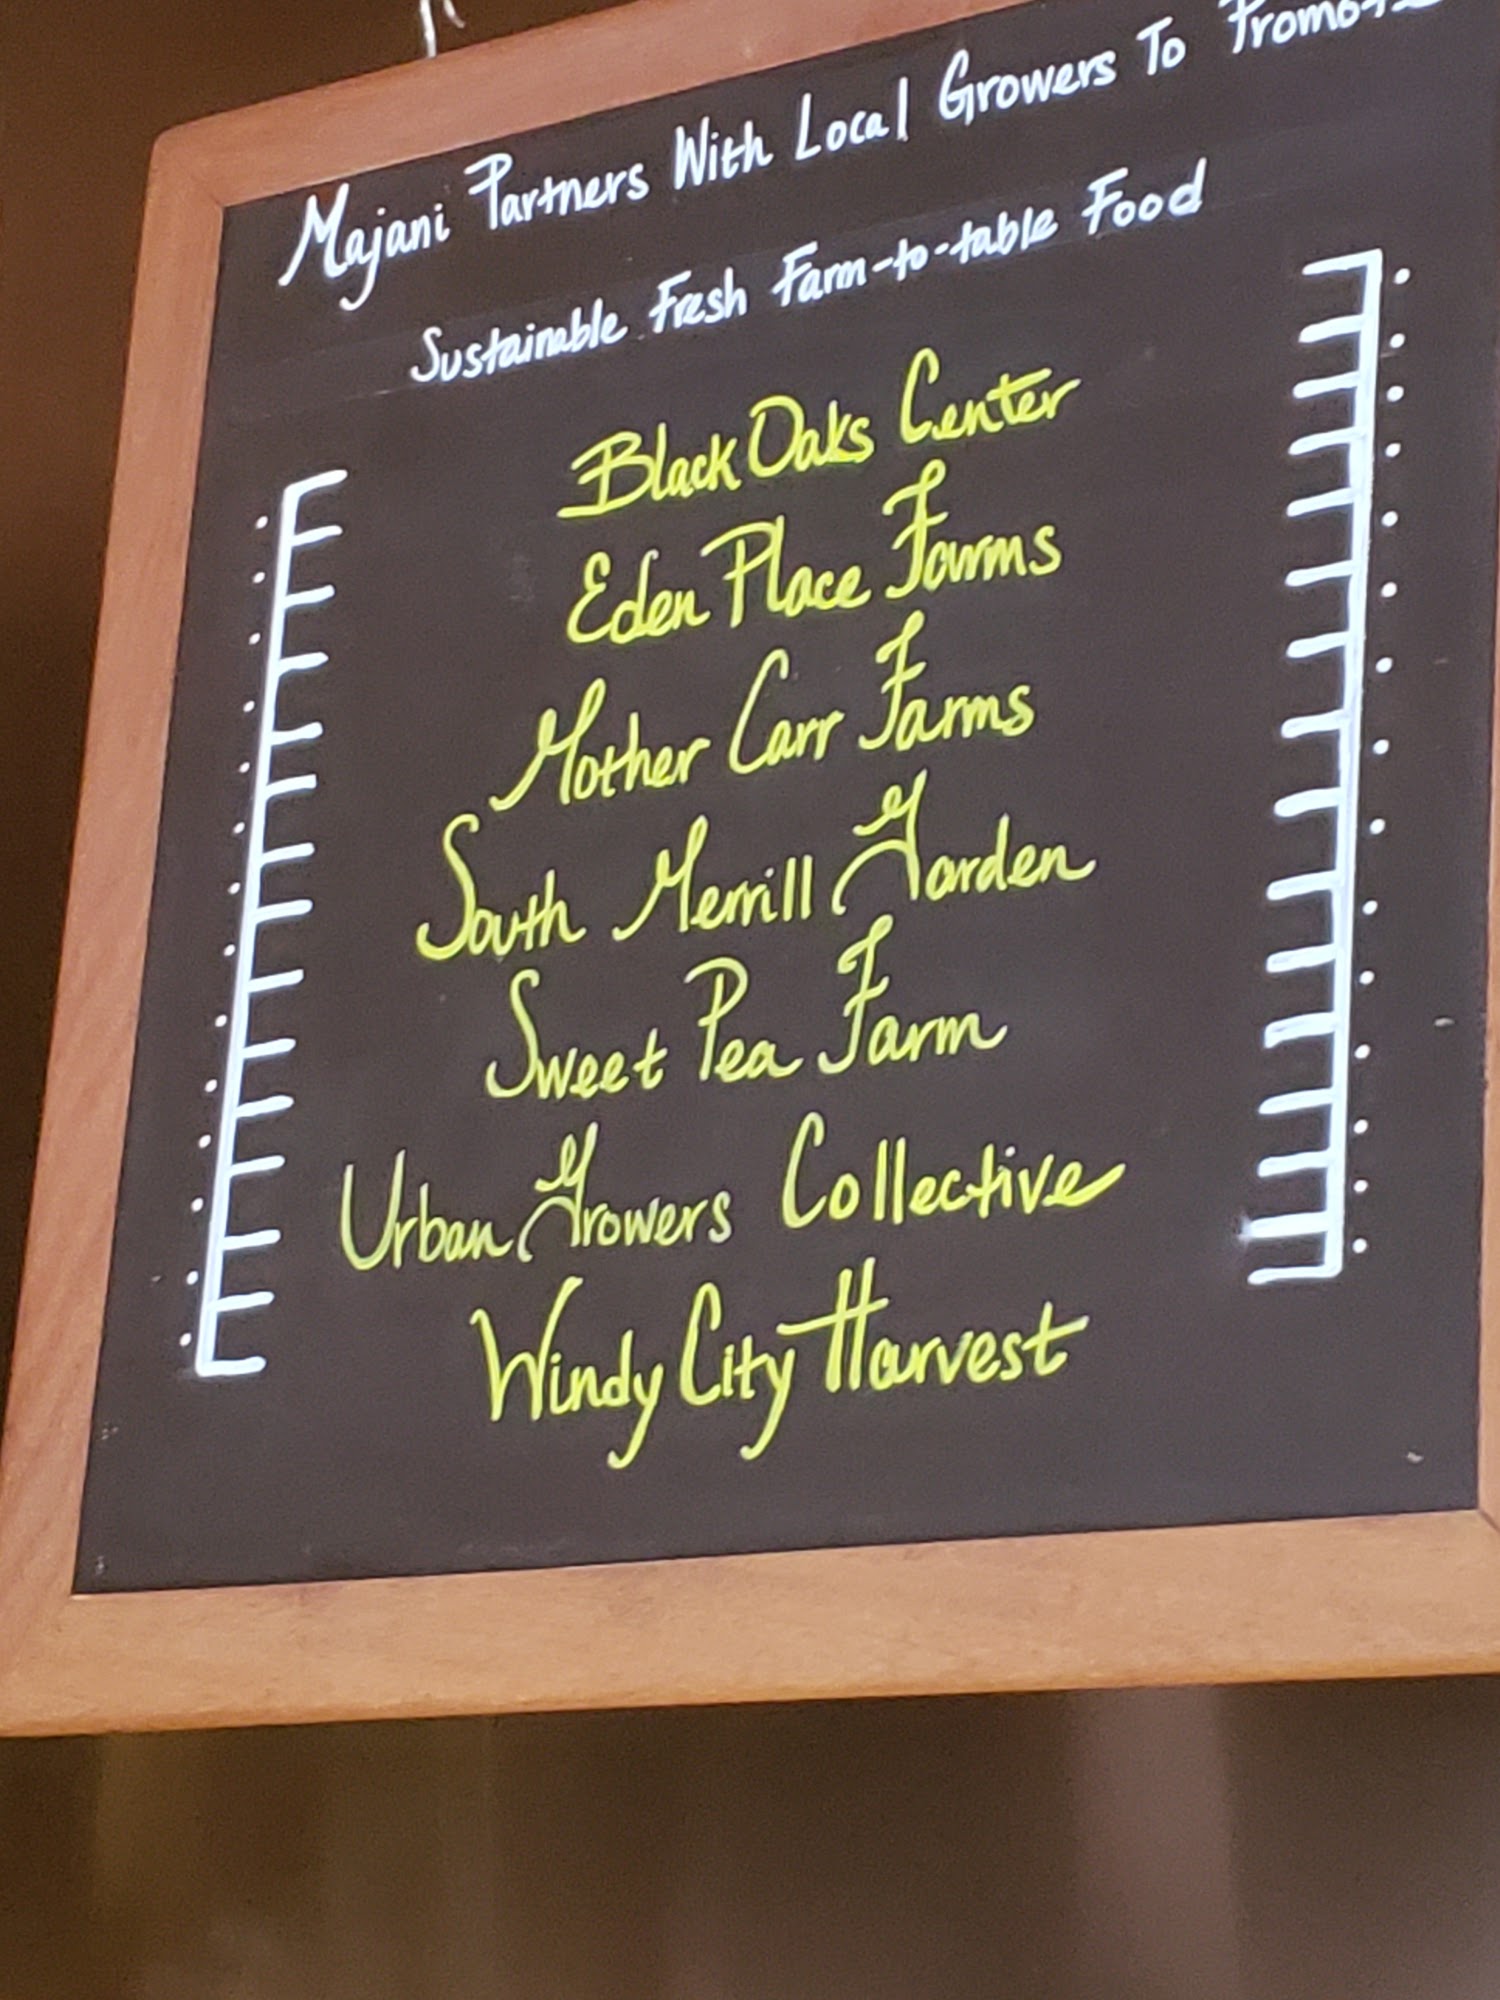 Majani Partners With Local Growers To Promote
Sustainable Fresh Farm-to-table Food
Black Oaks Center
Eden Place Farms
Mother Carr Farms
South Merrill Garden
Sweet Pea Farm
Urban Growers Collective
Windy City Harvest